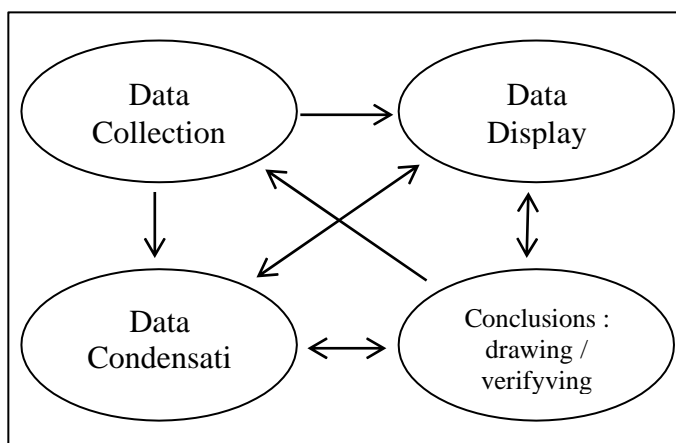 Data
Collection
Data
Display
Data
Condensati
Conclusions :
drawing /
verifyving